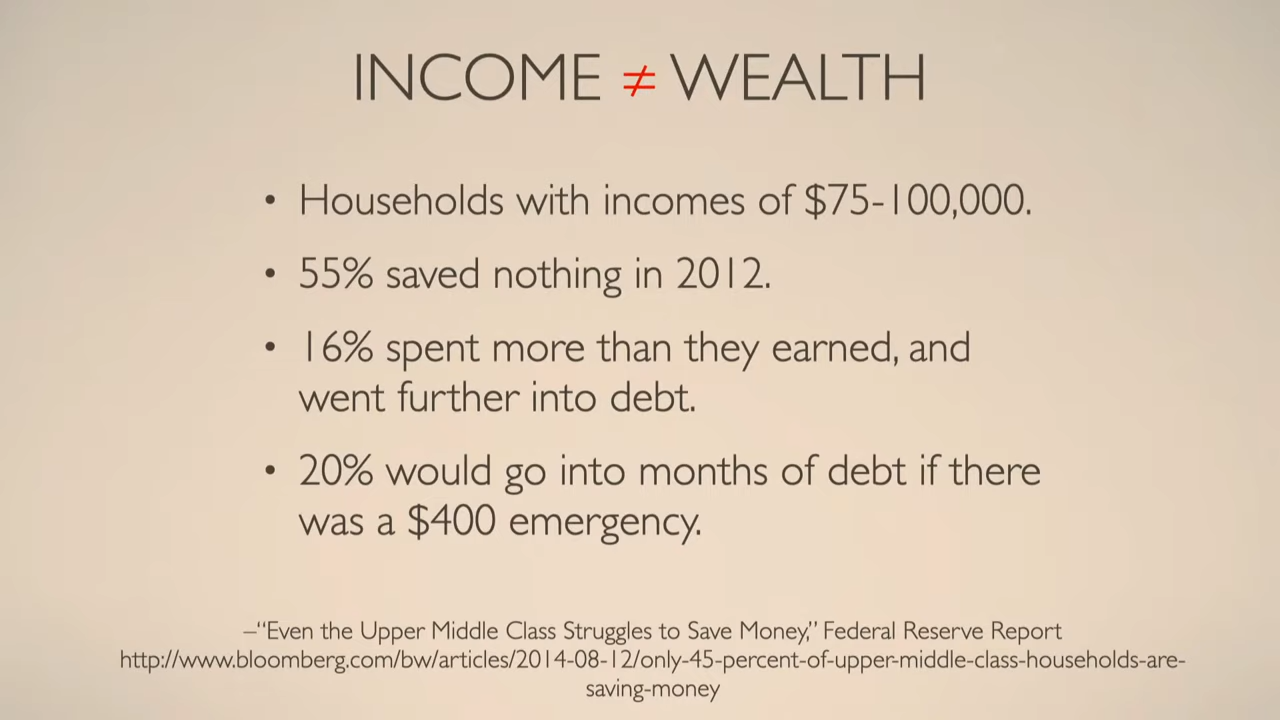 INCOME ≠ WEALTH
• Households with incomes of $75-100,000.
• 55% saved nothing in 2012.
• 16% spent more than they earned, and
went further into debt.
• 20% would go into months of debt if there
was a $400 emergency.
–“Even the Upper Middle Class Struggles to Save Money,” Federal Reserve Report
http://www.bloomberg.com/bw/articles/2014-08-12/only-45-percent-of-upper-middle-class-households-are-
saving-money